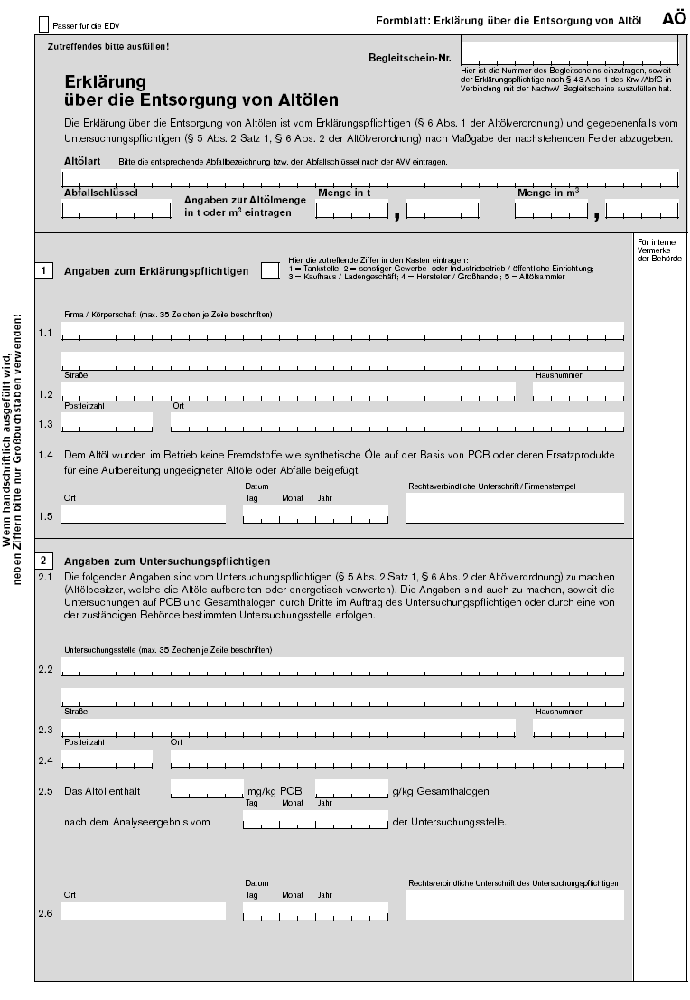 Passer für die EDV
Formblatt: Erklärung über die Entsorgung von Altöl AÖ
Zutreffendes bitte ausfüllen!
Begleitschein-Nr.
Hier ist die Nummer des Begleitscheins einzutragen, soweit
der Erklärungspflichtige nach § 43 Abs. 1 des Krw-/AbfG in
Verbindung mit der NachwV Begleitscheine auszufüllen hat.
Erklärung
über die Entsorgung von Altölen
Die Erklärung über die Entsorgung von Altölen ist vom Erklärungspflichtigen (§ 6 Abs. 1 der Altölverordnung) und gegebenenfalls vom
Untersuchungspflichtigen (§ 5 Abs. 2 Satz 1, § 6 Abs. 2 der Altölverordnung) nach Maßgabe der nachstehenden Felder abzugeben.
Altölart Bitte die entsprechende Abfallbezeichnung bzw. den Abfallschlüssel nach der AVV eintragen.
Abfallschlüssel
Angaben zur Altölmenge
in t oder m³ eintragen
Menge in t
,
Menge in m³
,
Für interne
Vermerke
der Behörde
1 Angaben zum Erklärungspflichtigen
Hier die zutreffende Ziffer in den Kasten eintragen:
1 = Tankstelle; 2 = sonstiger Gewerbe- oder Industriebetrieb / öffentliche Einrichtung;
3 = Kaufhaus / Ladengeschäft; 4 = Hersteller / Großhandel; 5 = Altölsammler
Firma / Körperschaft (max. 35 Zeichen je Zeile beschriften)
1.1
Straße Hausnummer
1.2
Postleitzahl Ort
1.3
1.4 Dem Altöl wurden im Betrieb keine Fremdstoffe wie synthetische Öle auf der Basis von PCB oder deren Ersatzprodukte
für eine Aufbereitung ungeeigneter Altöle oder Abfälle beigefügt.
Datum Rechtsverbindliche Unterschrift/Firmenstempel
Ort Tag Monat Jahr
1.5
2 Angaben zum Untersuchungspflichtigen
2.1 Die folgenden Angaben sind vom Untersuchungspflichtigen (§ 5 Abs. 2 Satz 1, § 6 Abs. 2 der Altölverordnung) zu machen
(Altölbesitzer, welche die Altöle aufbereiten oder energetisch verwerten). Die Angaben sind auch zu machen, soweit die
Untersuchungen auf PCB und Gesamthalogen durch Dritte im Auftrag des Untersuchungspflichtigen oder durch eine von
der zuständigen Behörde bestimmten Untersuchungsstelle erfolgen.
Untersuchungsstelle (max. 35 Zeichen je Zeile beschriften)
2.2
Straße Hausnummer
2.3
Postleitzahl Ort
2.4
2.5 Das Altöl enthält mg/kg PCB g/kg Gesamthalogen
Tag Monat Jahr
nach dem Analyseergebnis vom der Untersuchungsstelle.
Datum Rechtsverbindliche Unterschrift des Untersuchungspflichtigen
Ort Tag Monat Jahr
2.6
Wenn handschriftlich ausgefüllt wird,
neben Ziffern bitte nur Großbuchstaben verwenden!